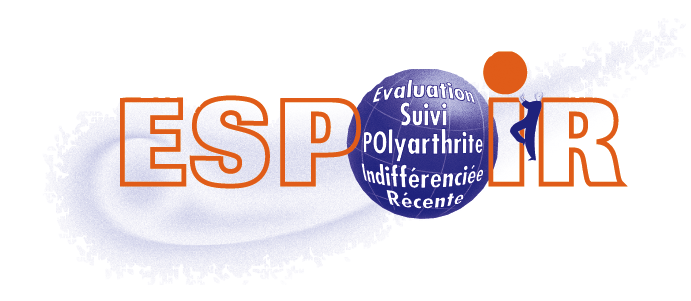 ESPOiR
Evaluation
Suivi
POlyarthrite
Indifférenciée
Récente